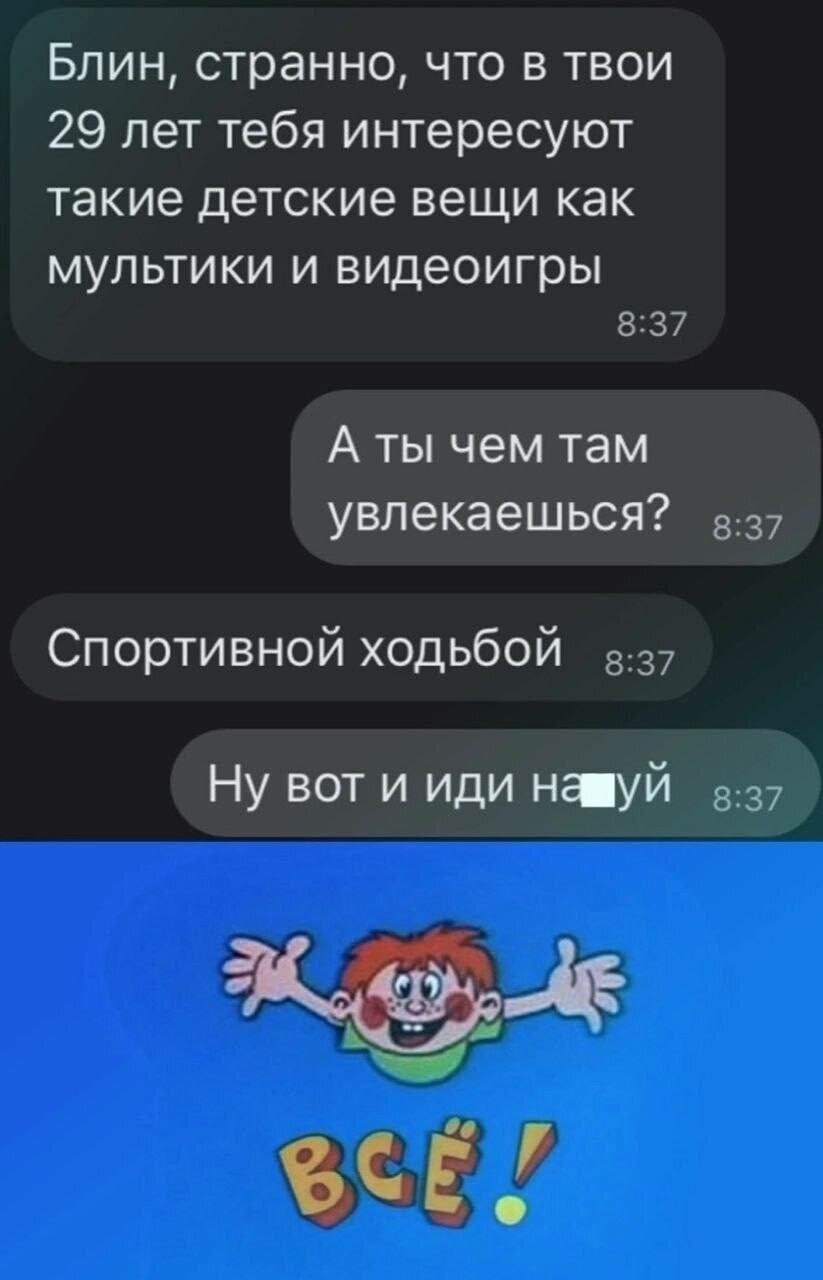 Блин, странно, что в твои
29 лет тебя интересуют
такие детские вещи как
мультики и видеоигры
8:37
А ты чем там
увлекаешься? 8:37
Спортивной ходьбой 8:37
Ну вот и иди на уй 8:37
ВСЁ!